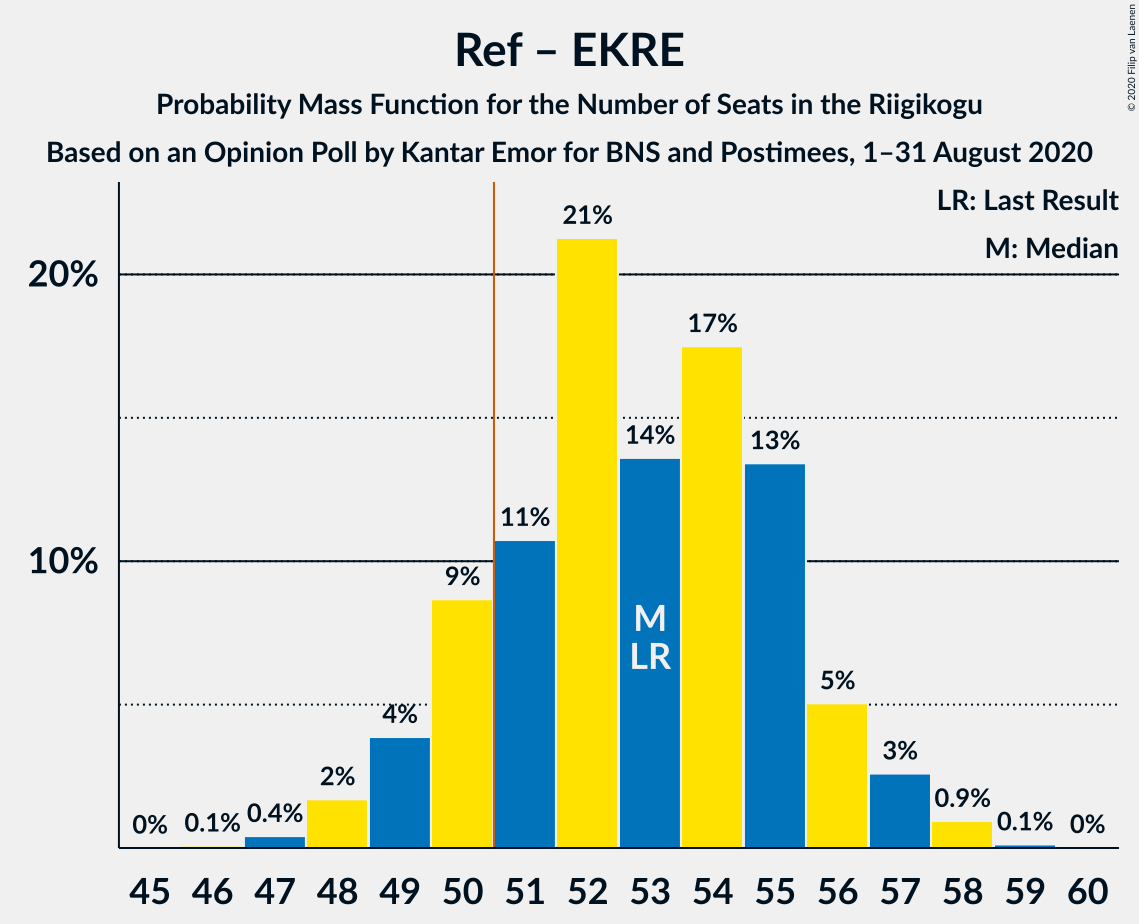 Ref – EKRE
Probability Mass Function for the Number of Seats in the Riigikogu
Based on an Opinion Poll by Kantar Emor for BNS and Postimees, 1–31 August 2020
© 2020 Filip van Laenen
LR: Last Result
M: Median
20%
10%
0%
0.1%
0.4%
2%
4%
9%
11%
21%
14%
17%
13%
5%
3%
0.9%
0.1%
0%
M
LR
45 46 47 48 49 50 51 52 53 54 55 56 57 58 59 60